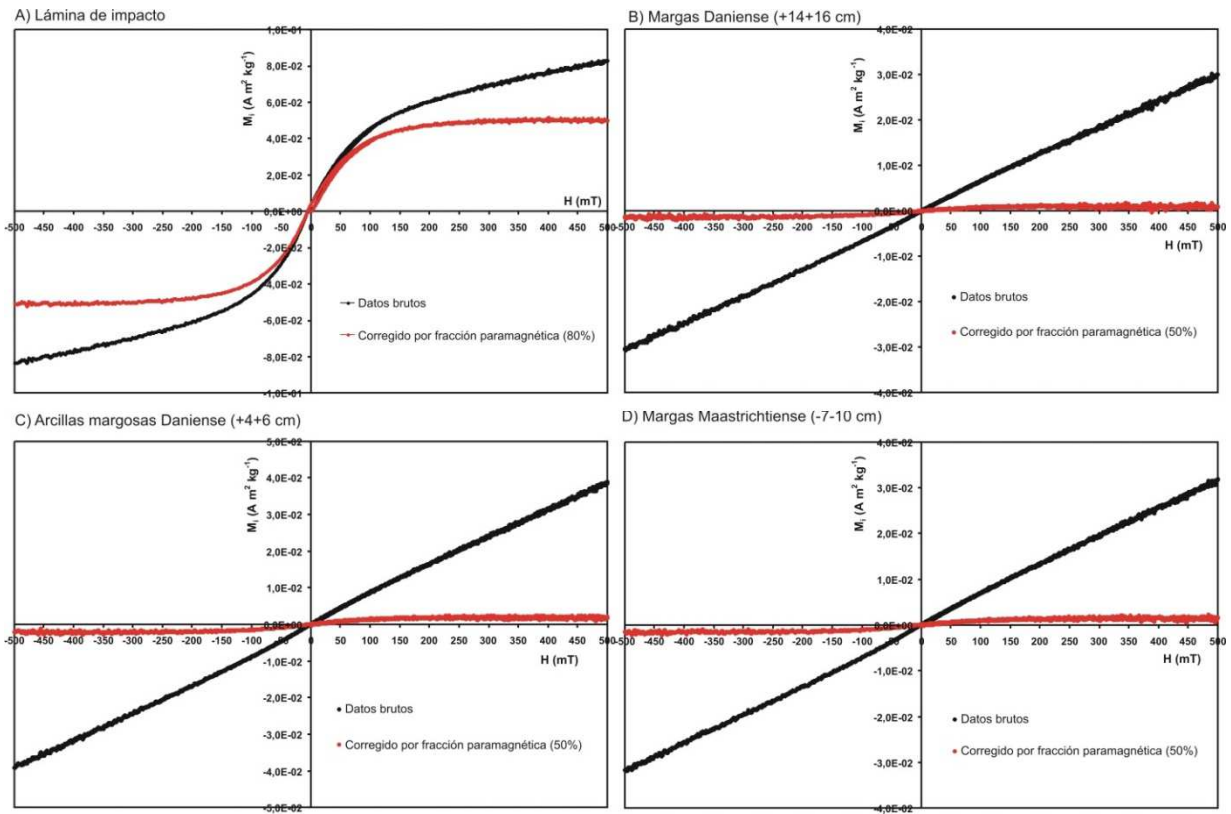 A) Lámina de impacto
1,0E-01
8,0E-02
6,0E-02
4,0E-02
2,0E-02
0,0E+00
-2,0E-02
-4,0E-02
-6,0E-02
-8,0E-02
-1,0E-01
Mi (A m² kg⁻¹)
H (mT)
-500 -450 -400 -350 -300 -250 -200 -150 -100 -50 0 50 100 150 200 250 300 350 400 450 500
Datos brutos
Corregido por fracción paramagnética (80%)
B) Margas Daniense (+14+16 cm)
4,0E-02
3,0E-02
2,0E-02
1,0E-02
0,0E+00
-1,0E-02
-2,0E-02
-3,0E-02
-4,0E-02
Mi (A m² kg⁻¹)
Mi (A m² kg⁻¹)
-500 -450 -400 -350 -300 -250 -200 -150 -100 -50 0 50 100 150 200 250 300 350 400 450 500
H (mT)
Datos brutos
Corregido por fracción paramagnética (50%)
C) Arcillas margosas Daniense (+4+6 cm)
5,0E-02
4,0E-02
3,0E-02
2,0E-02
1,0E-02
0,0E+00
-1,0E-02
-2,0E-02
-3,0E-02
-4,0E-02
-5,0E-02
Mi (A m² kg⁻¹)
-500 -450 -400 -350 -300 -250 -200 -150 -100 -50 0 50 100 150 200 250 300 350 400 450 500
H (mT)
Datos brutos
Corregido por fracción paramagnética (50%)
D) Margas Maastrichtiense (-7-10 cm)
4,0E-02
3,0E-02
2,0E-02
1,0E-02
0,0E+00
-1,0E-02
-2,0E-02
-3,0E-02
-4,0E-02
Mi (A m² kg⁻¹)
-500 -450 -400 -350 -300 -250 -200 -150 -100 -50 0 50 100 150 200 250 300 350 400 450 500
H (mT)
Datos brutos
Corregido por fracción paramagnética (50%)